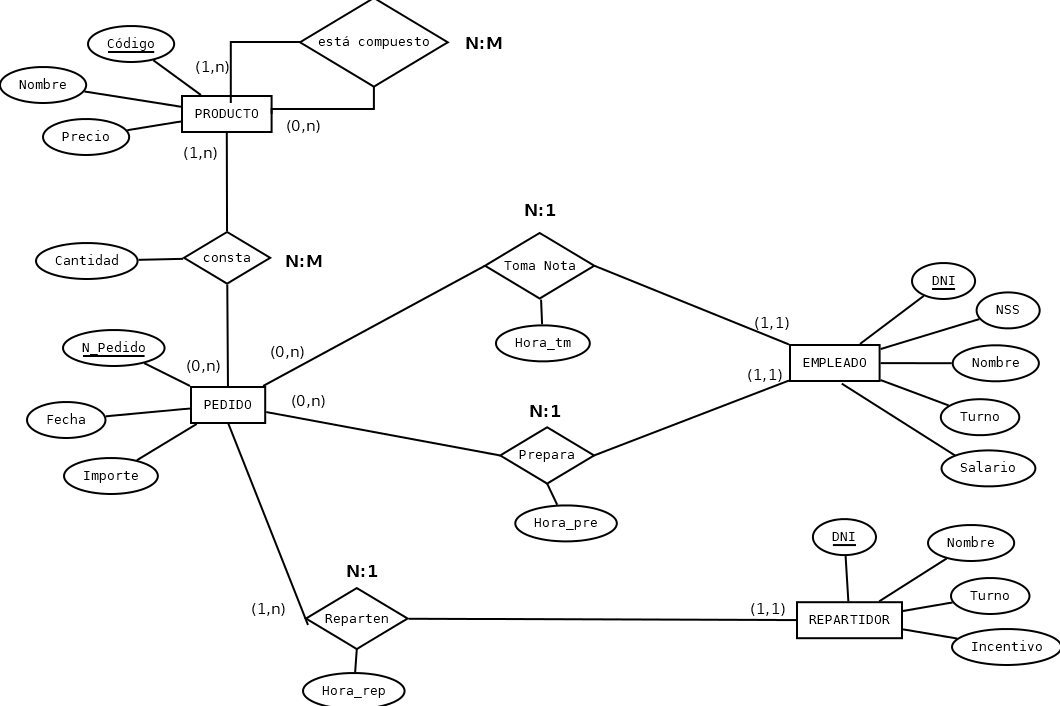 está compuesto
N:M
Código
(1,n)
Nombre
PRODUCTO
(0,n)
Precio
(1,n)
N:1
Cantidad
consta
N:M
Toma Nota
DNI
NSS
(1,1)
Hora_tm
N_Pedido
(0,n)
(0,n)
EMPLEADO
Nombre
(1,1)
PEDIDO
(0,n)
N:1
Fecha
Turno
Prepara
Importe
Salario
Hora_pre
DNI
Nombre
N:1
Turno
(1,n)
Reparten
(1,1)
REPARTIDOR
Incentivo
Hora_rep